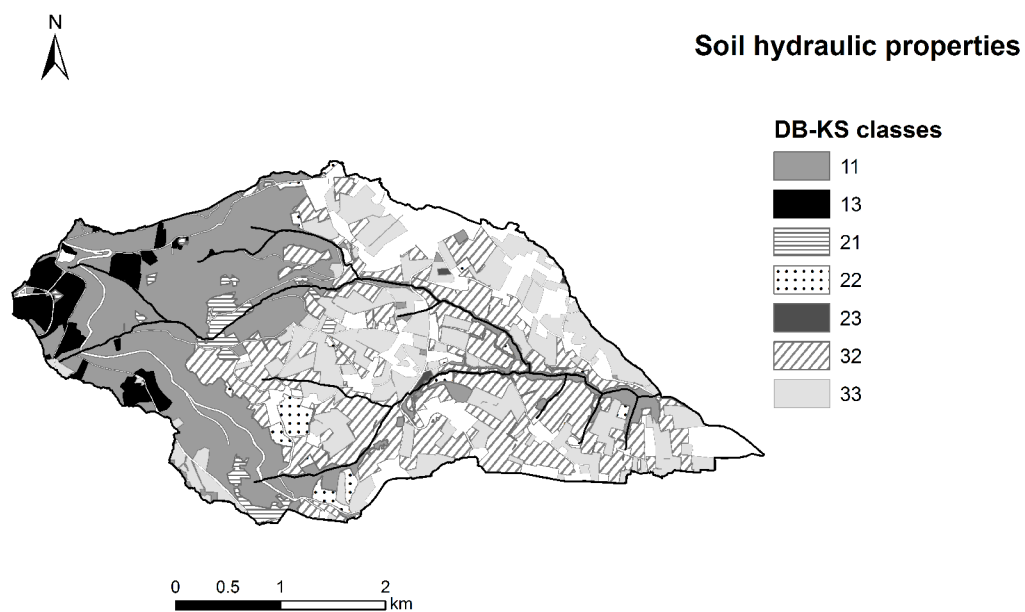 N
Soil hydraulic properties
DB-KS classes
11
13
21
22
23
32
33
0 0.5 1 2
km